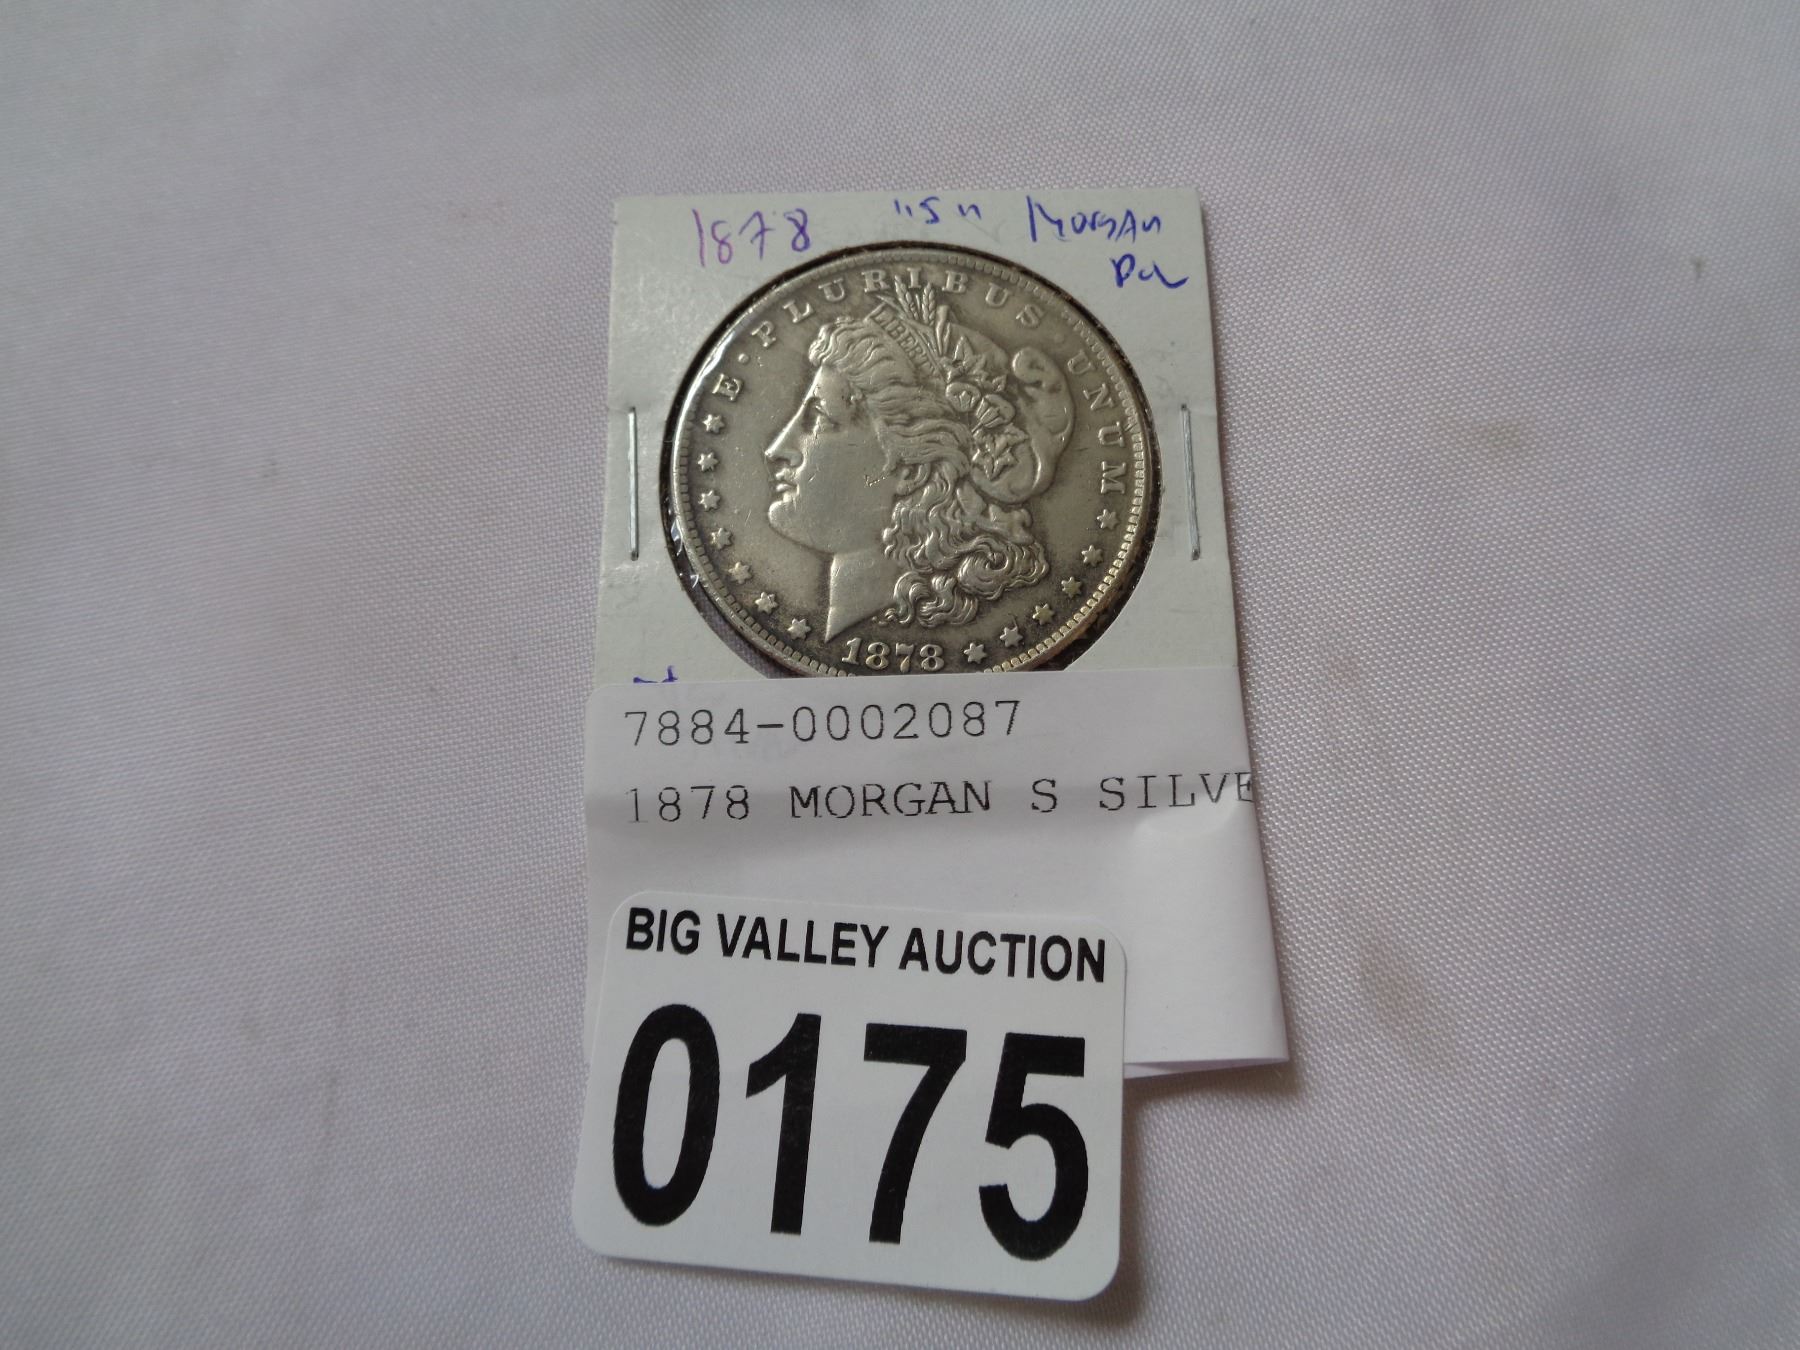 1878 "S" Morgan
E · PLURIBUS · UNUM
LIBERTY
1878
7884-0002087
1878 MORGAN S SILVE
BIG VALLEY AUCTION
0175